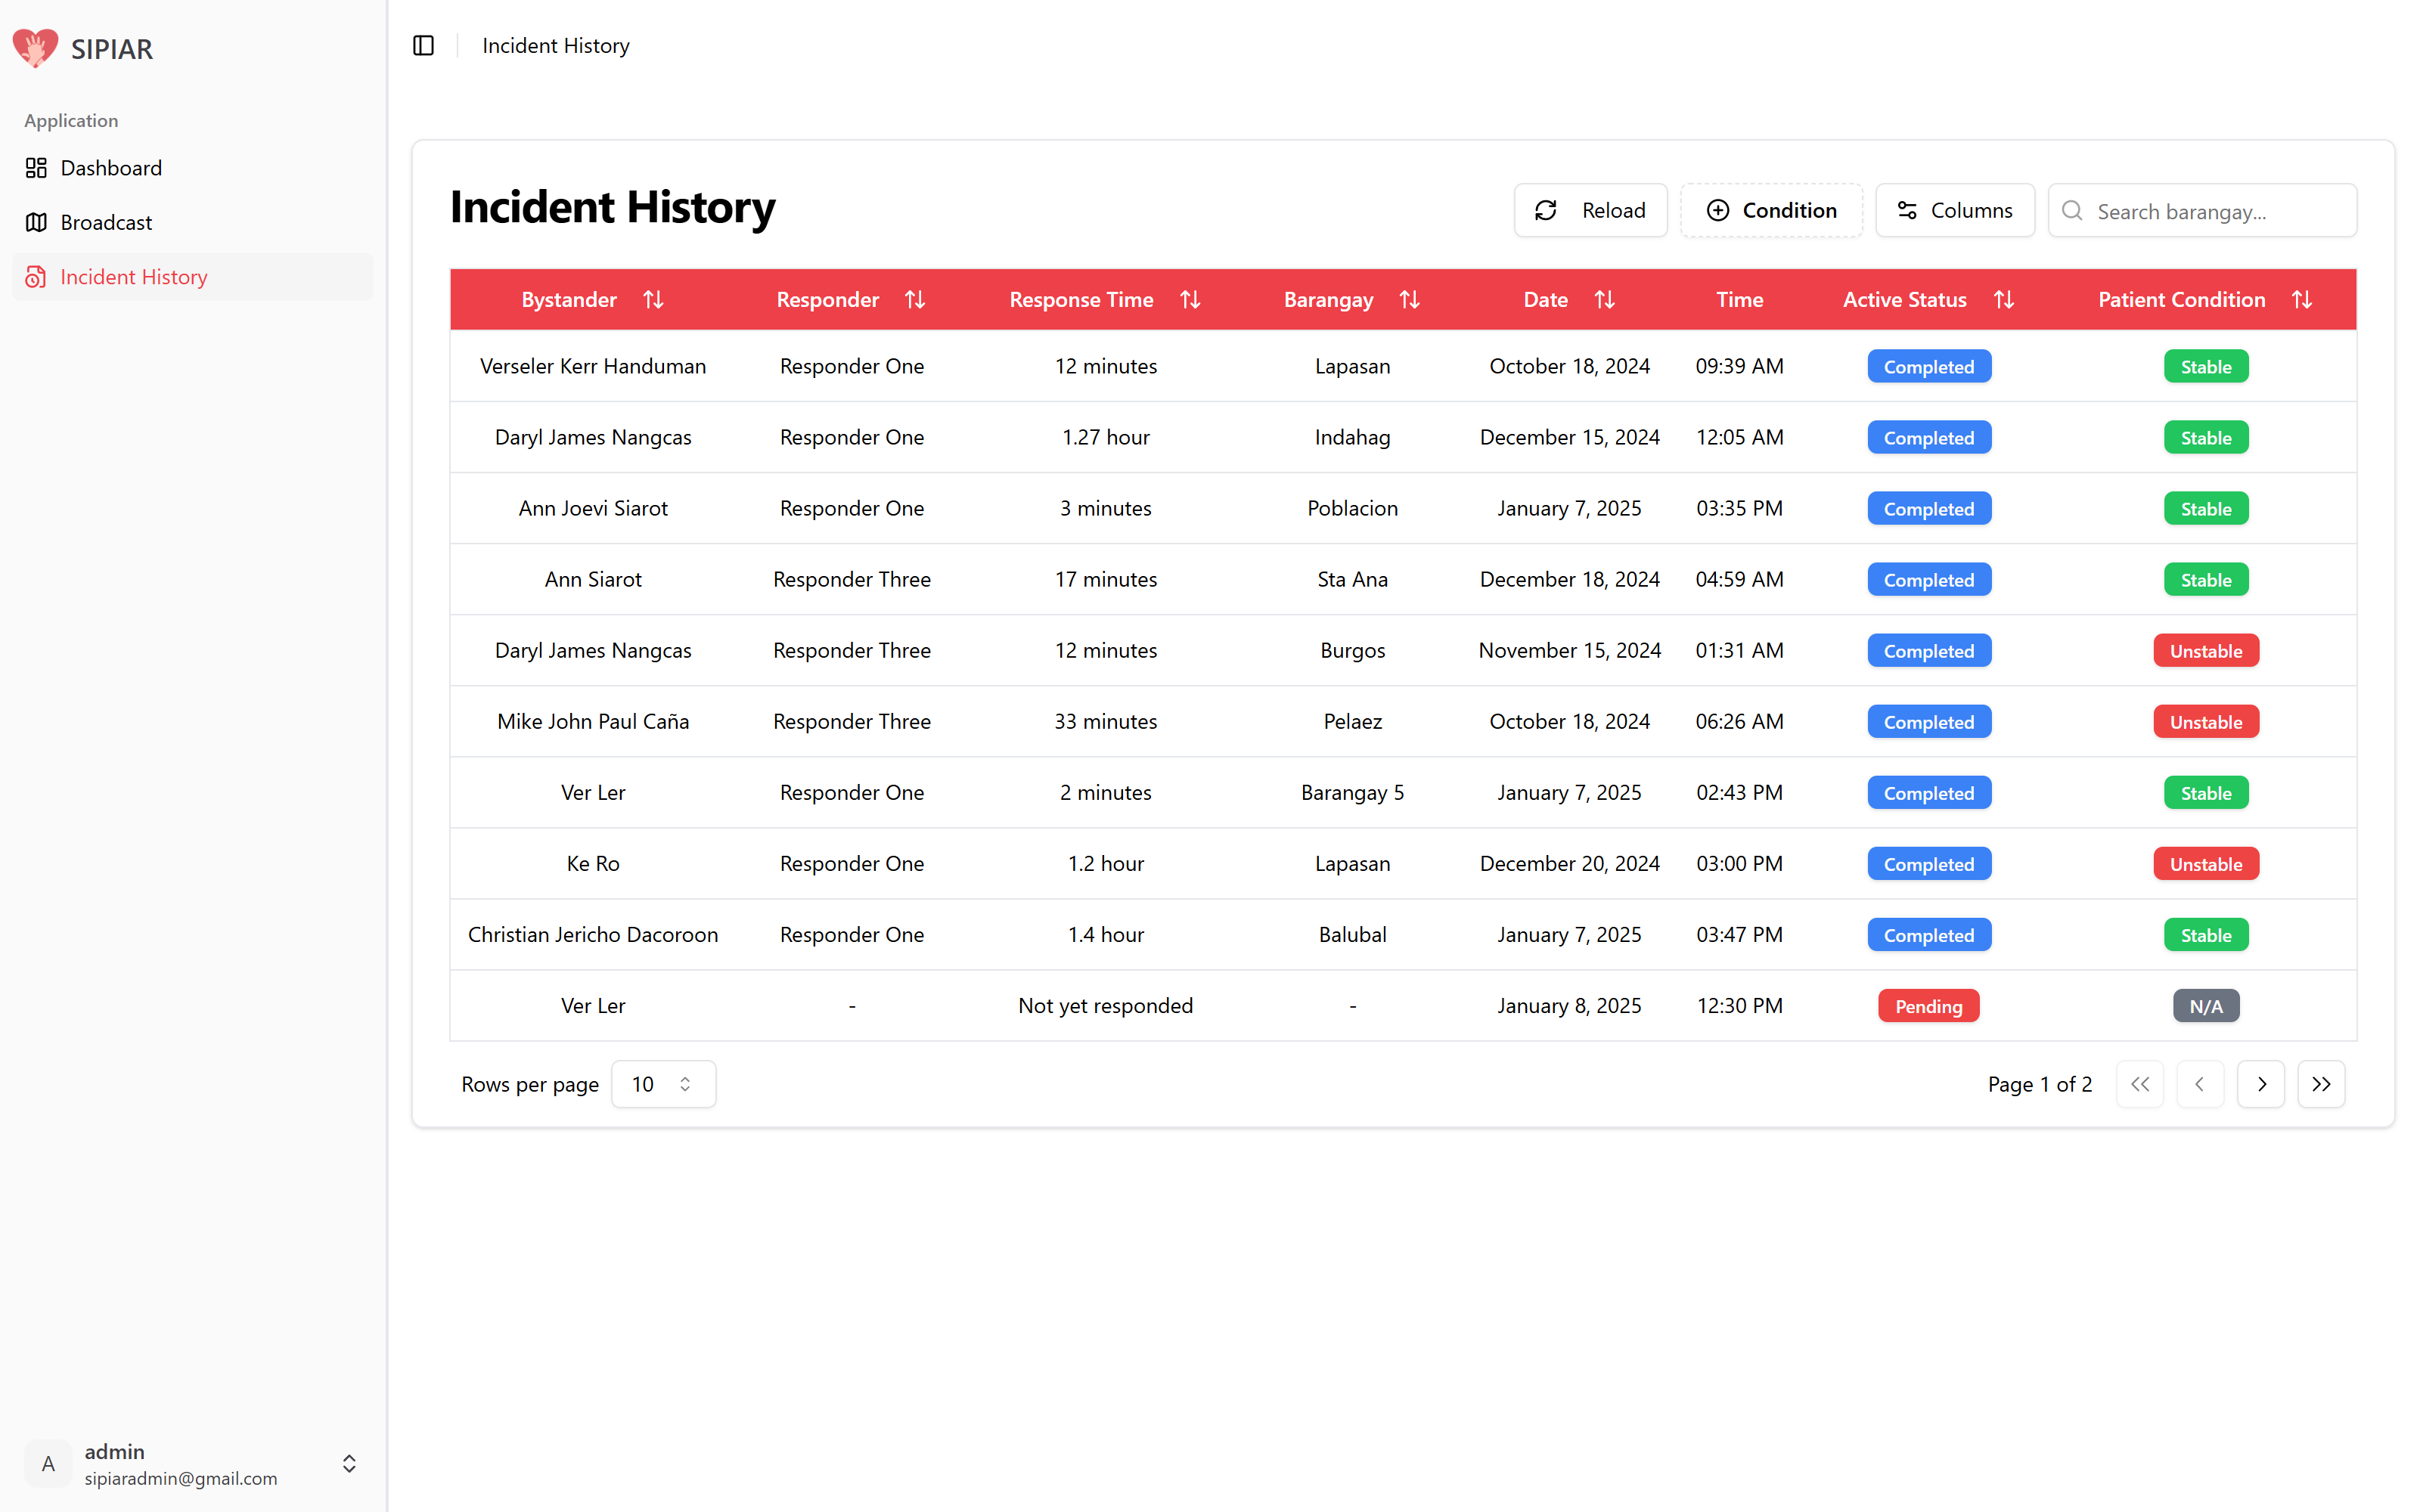 SIPIAR
Application
Dashboard
Broadcast
Incident History
Incident History
Incident History
Reload
Condition
Columns
Search barangay...
Bystander Responder Response Time Barangay Date Time Active Status Patient Condition
Verseler Kerr Handuman Responder One 12 minutes Lapasan October 18, 2024 09:39 AM Completed Stable
Daryl James Nangcas Responder One 1.27 hour Indahag December 15, 2024 12:05 AM Completed Stable
Ann Joevi Siarot Responder One 3 minutes Poblacion January 7, 2025 03:35 PM Completed Stable
Ann Siarot Responder Three 17 minutes Sta Ana December 18, 2024 04:59 AM Completed Stable
Daryl James Nangcas Responder Three 12 minutes Burgos November 15, 2024 01:31 AM Completed Unstable
Mike John Paul Caña Responder Three 33 minutes Pelaez October 18, 2024 06:26 AM Completed Unstable
Ver Ler Responder One 2 minutes Barangay 5 January 7, 2025 02:43 PM Completed Stable
Ke Ro Responder One 1.2 hour Lapasan December 20, 2024 03:00 PM Completed Unstable
Christian Jericho Dacoroon Responder One 1.4 hour Balubal January 7, 2025 03:47 PM Completed Stable
Ver Ler - Not yet responded - January 8, 2025 12:30 PM Pending N/A
Rows per page 10
Page 1 of 2
A
admin
sipiaradmin@gmail.com